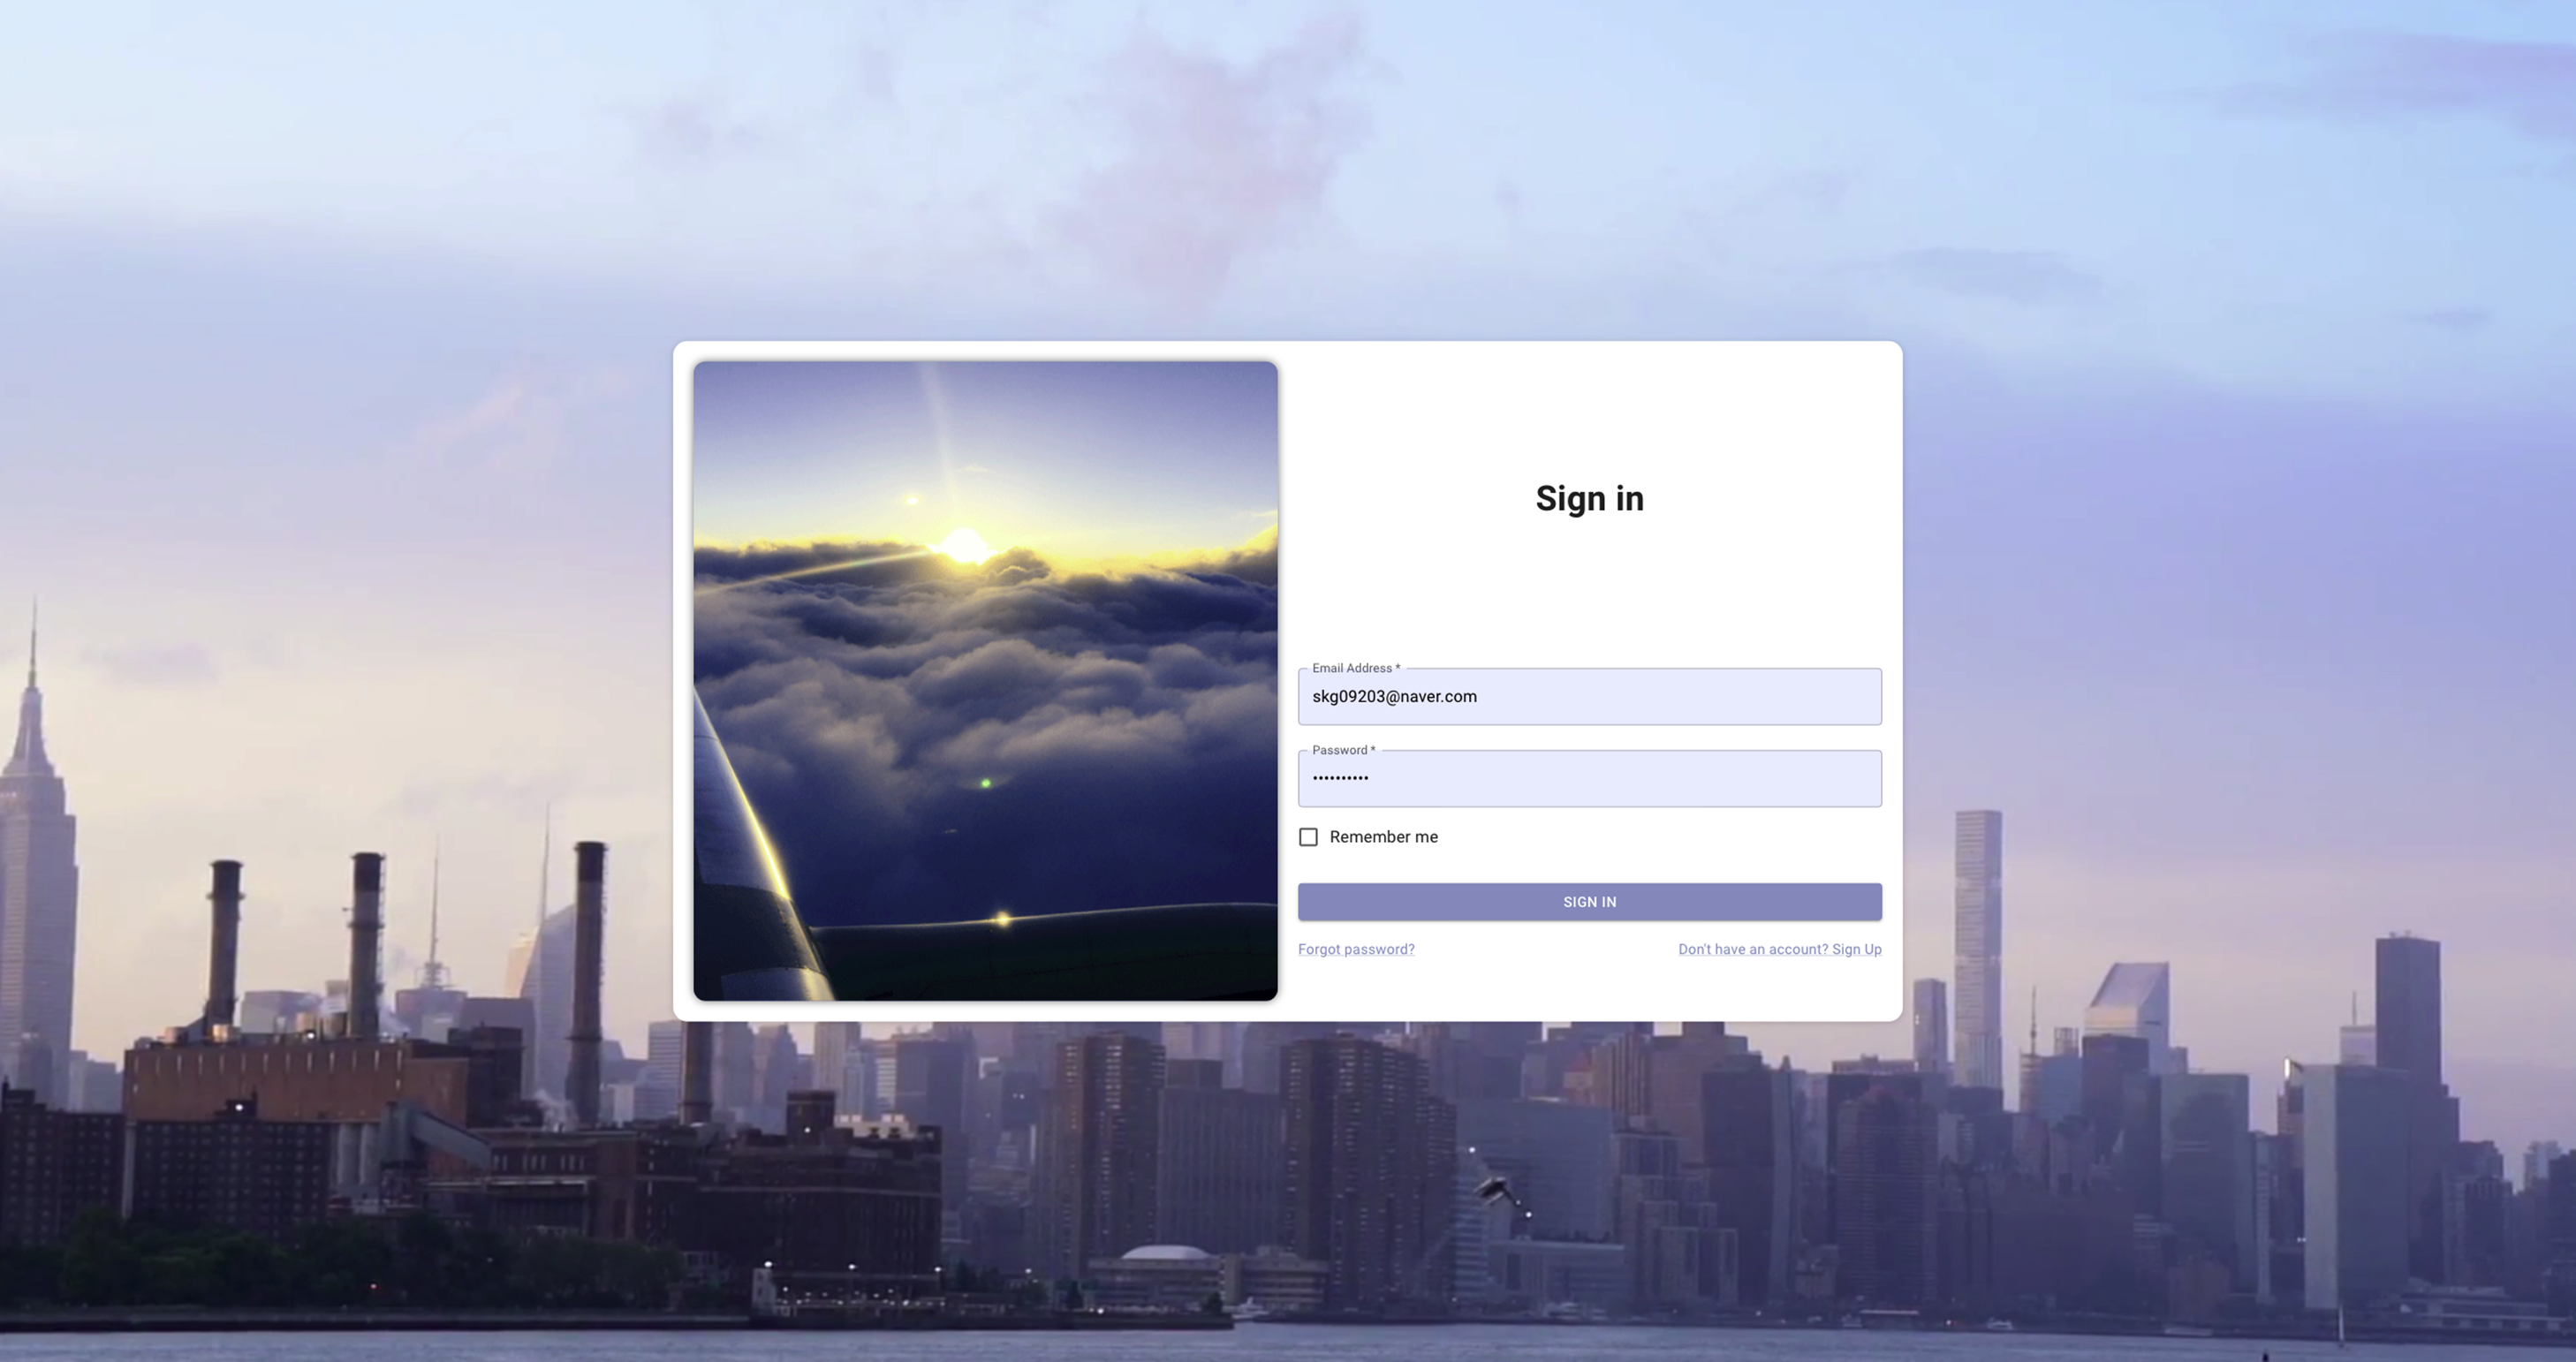 Sign in
Email Address *
skg09203@naver.com
Password *
••••••••••
Remember me
SIGN IN
Forgot password?
Don't have an account? Sign Up